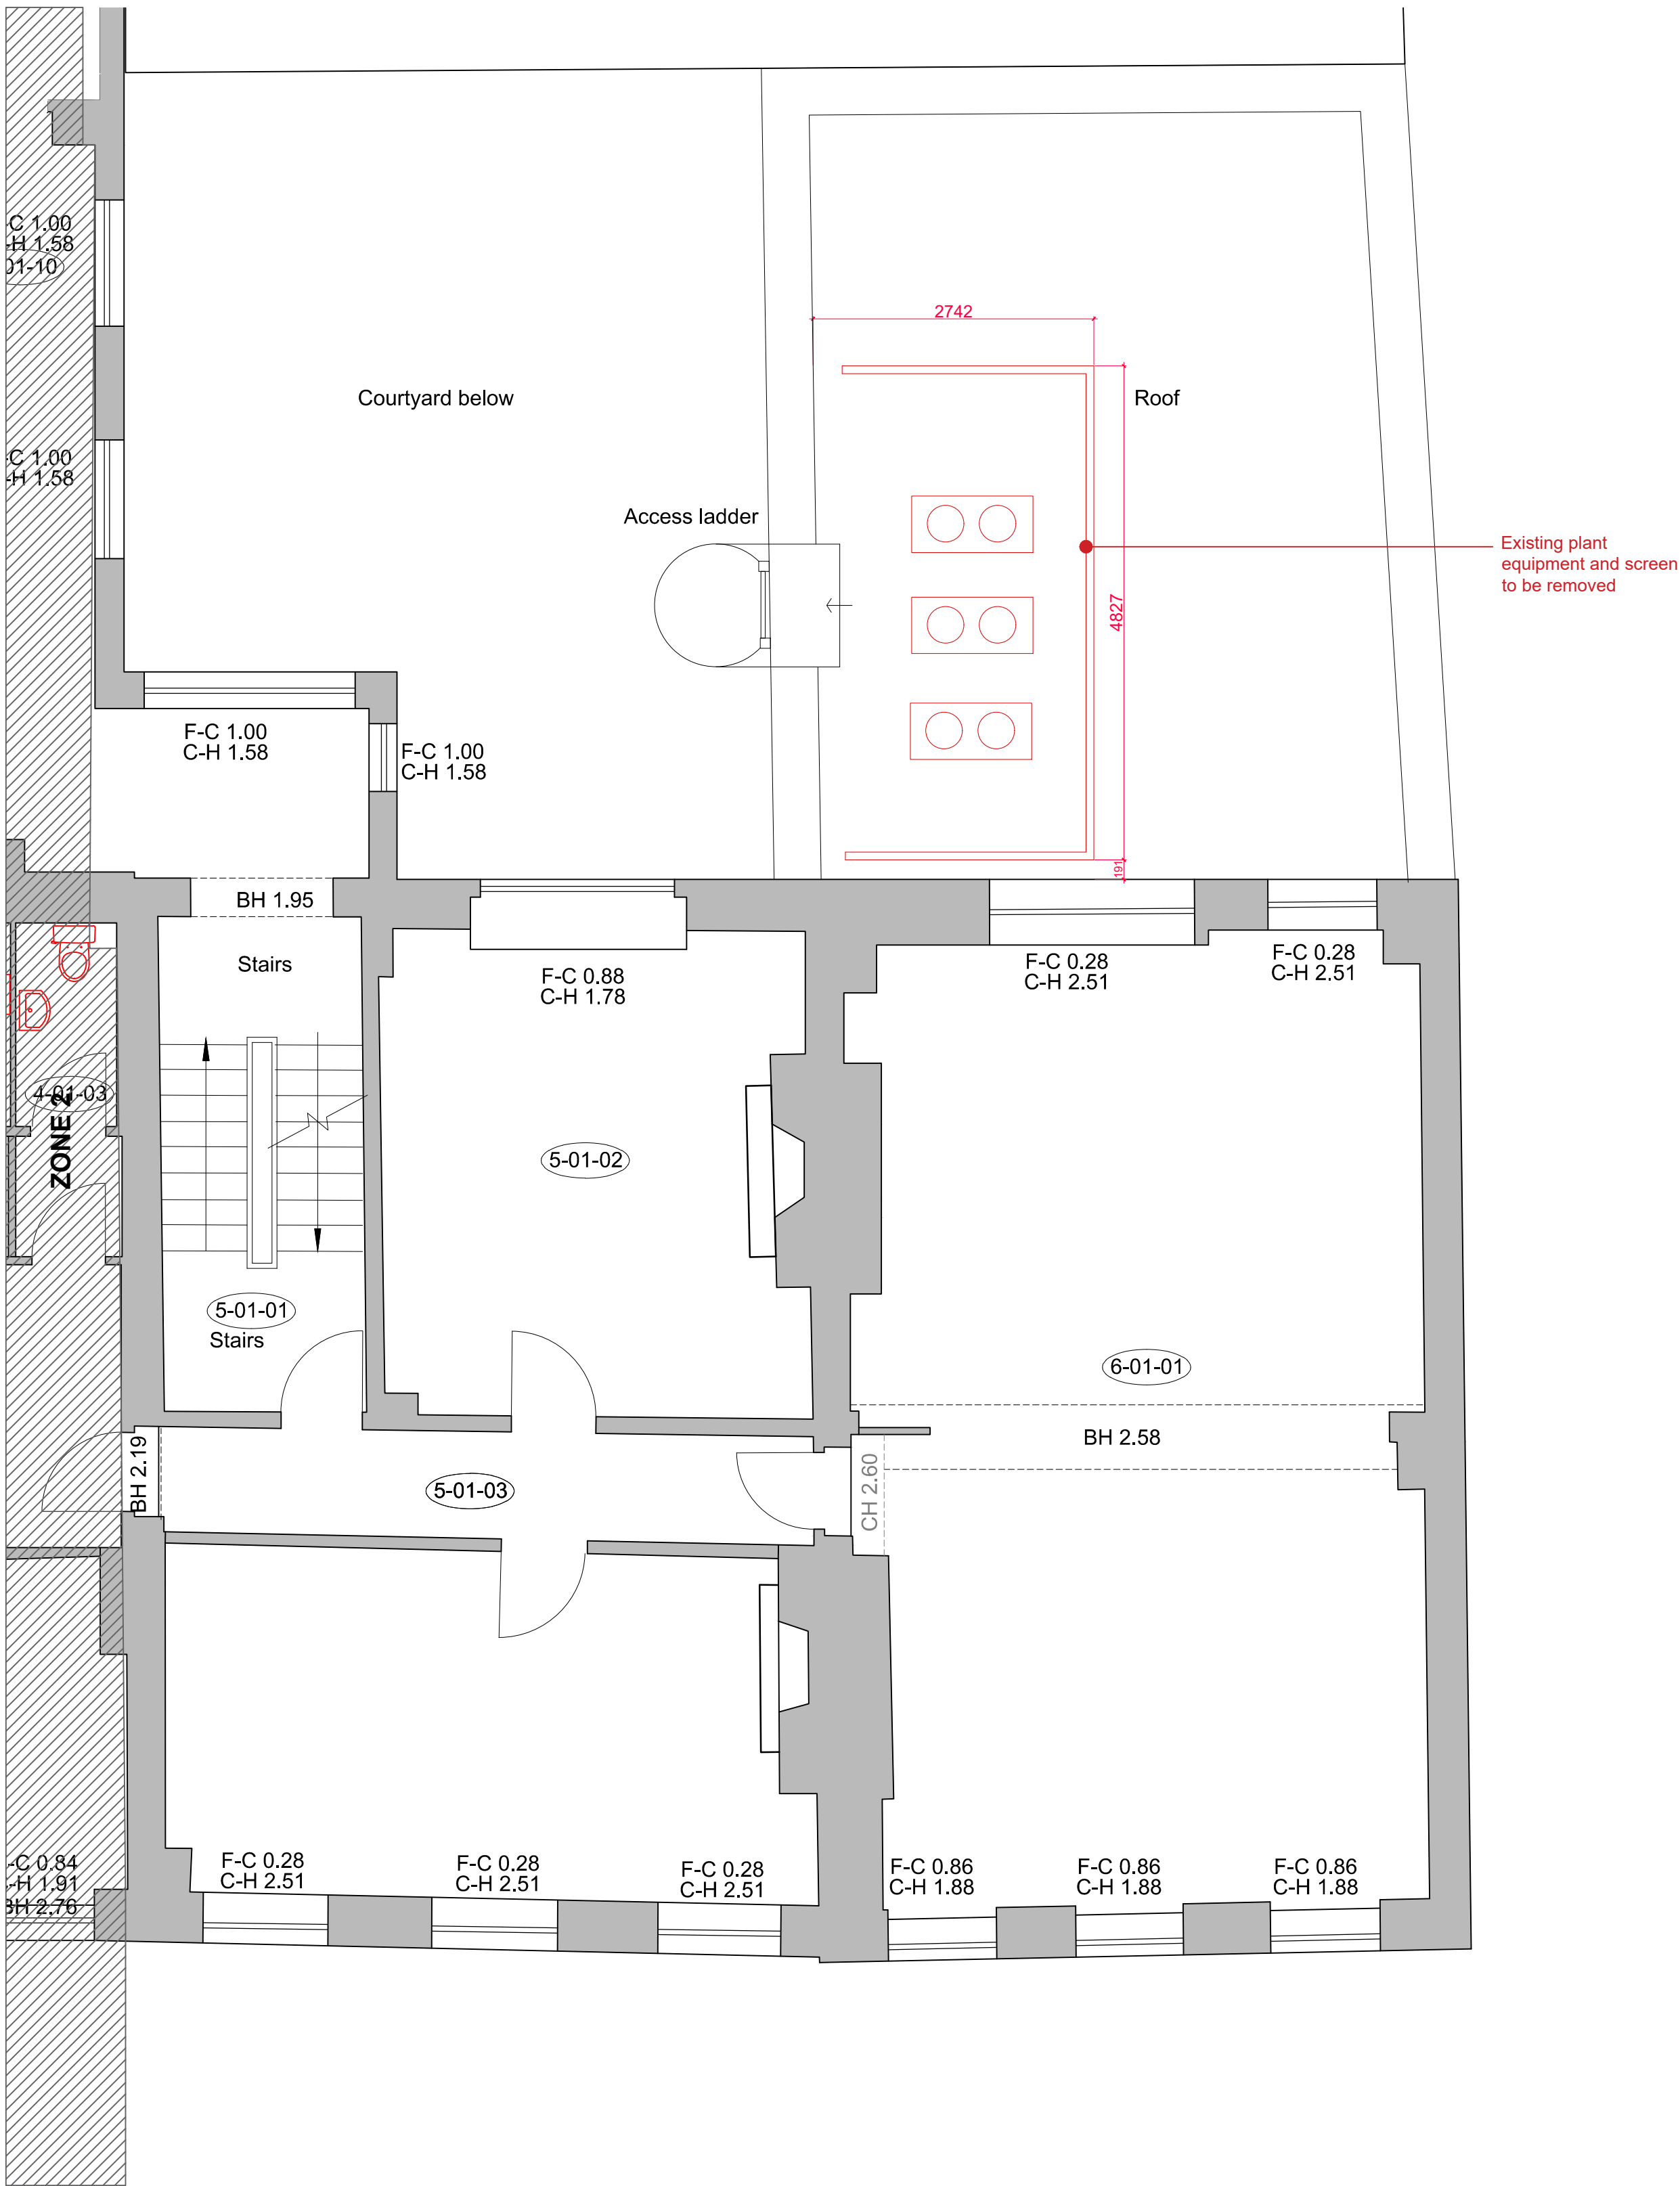 C 1.00
-H 1.58
01-10
2742
Courtyard below
Roof
C 1.00
-H 1.58
Access ladder
Existing plant
equipment and screen
to be removed
4827
F-C 1.00
C-H 1.58
F-C 1.00
C-H 1.58
191
BH 1.95
Stairs
F-C 0.88
C-H 1.78
F-C 0.28
C-H 2.51
F-C 0.28
C-H 2.51
4-01-03
ZONE 2
5-01-02
5-01-01
Stairs
6-01-01
BH 2.58
BH 2.19
5-01-03
CH 2.60
-C 0.84
-H 1.91
BH 2.76
F-C 0.28
C-H 2.51
F-C 0.28
C-H 2.51
F-C 0.28
C-H 2.51
F-C 0.86
C-H 1.88
F-C 0.86
C-H 1.88
F-C 0.86
C-H 1.88